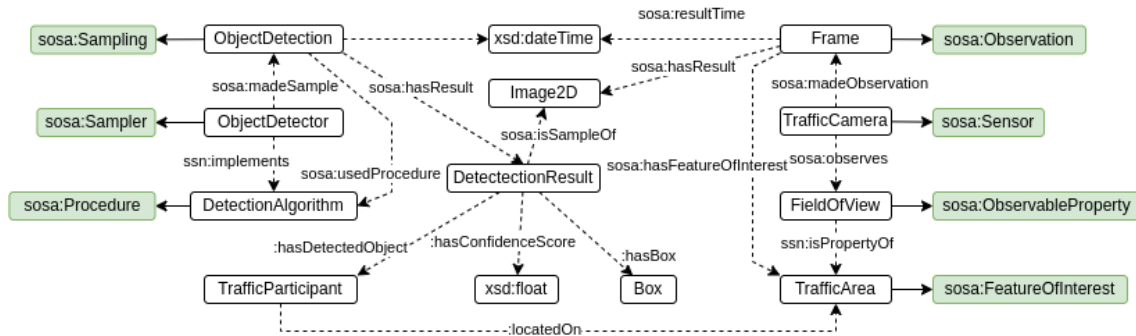 sosa:resultTime
sosa:Sampling
ObjectDetection
xsd:dateTime
Frame
sosa:Observation
sosa:hasResult
sosa:madeSample
sosa:hasResult
sosa:madeObservation
Image2D
sosa:Sampler
ObjectDetector
TrafficCamera
sosa:Sensor
sosa:isSampleOf
ssn:implements
sosa:observes
sosa:hasFeatureOfInterest
sosa:usedProcedure
DetectectionResult
sosa:Procedure
DetectionAlgorithm
FieldOfView
sosa:ObservableProperty
:hasDetectedObject
:hasConfidenceScore
ssn:isPropertyOf
:hasBox
TrafficParticipant
xsd:float
Box
TrafficArea
sosa:FeatureOfInterest
:locatedOn